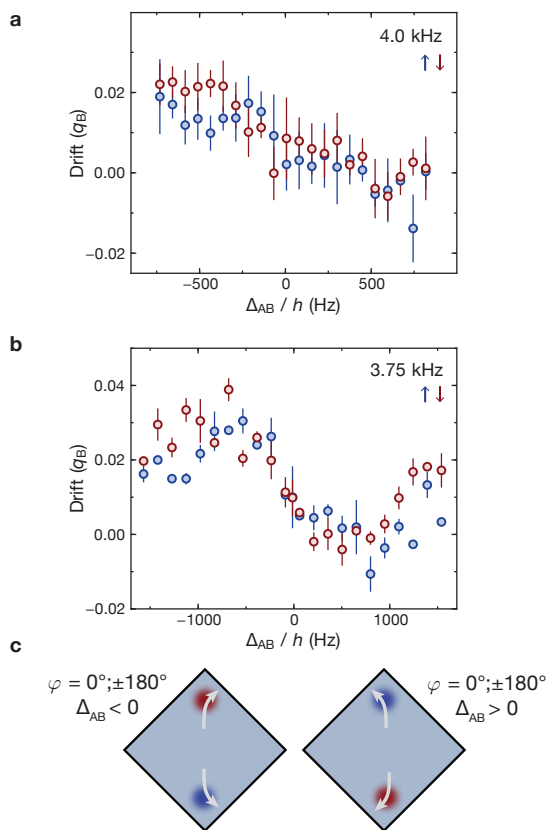 a
4.0 kHz
↑↓
0.02
0.00
−0.02
Drift (qB)
−500
0
500
ΔAB / h (Hz)
b
3.75 kHz
↑↓
0.04
0.02
0.00
−0.02
Drift (qB)
−1000
0
1000
ΔAB / h (Hz)
c
φ = 0°;±180°
ΔAB < 0
φ = 0°;±180°
ΔAB > 0